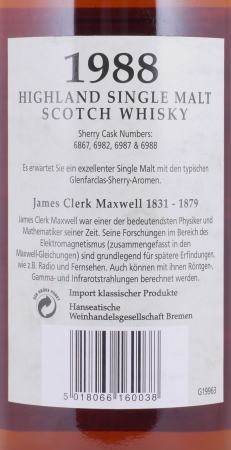 1988
HIGHLAND SINGLE MALT
SCOTCH WHISKY
Sherry Cask Numbers:
6867, 6982, 6987 & 6988
Es erwartet Sie ein exzellenter Single Malt mit den typischen
Glenfarclas-Sherry-Aromen.
James Clerk Maxwell 1831 - 1879
James Clerk Maxwell war einer der bedeutendsten Physiker und
Mathematiker seiner Zeit. Seine Forschungen im Bereich des
Elektromagnetismus (zusammengefasst in den
Maxwell-Gleichungen) sind grundlegend für spätere Erfindungen,
wie z.B. Radio und Fernsehen. Auch können mit ihnen Röntgen-,
Gamma- und Infrarotstrahlungen berechnet werden.
Import klassischer Produkte
Hanseatische
Weinhandelsgesellschaft Bremen
G19963
5 018066 160038